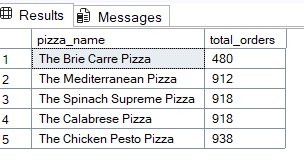 Results Messages
pizza_name total_orders
1 The Brie Carre Pizza 480
2 The Mediterranean Pizza 912
3 The Spinach Supreme Pizza 918
4 The Calabrese Pizza 918
5 The Chicken Pesto Pizza 938